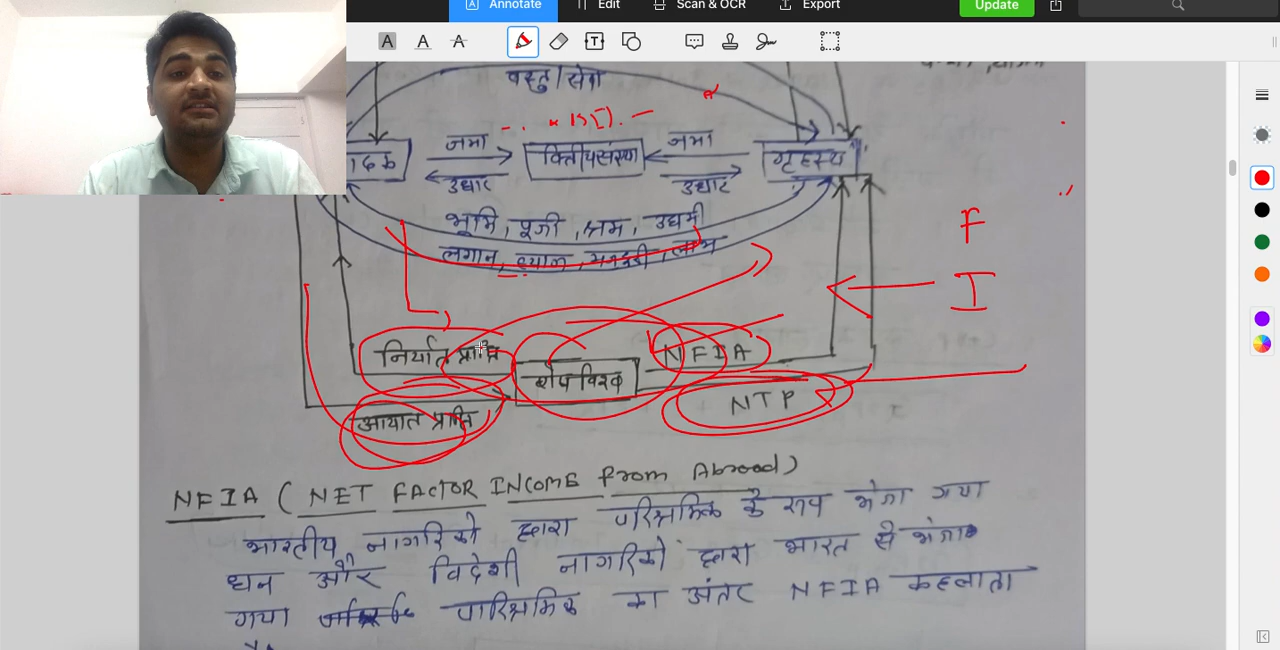 Annotate
Edit
Scan & OCR
Export
Update
वस्तु/सेवा
जमा
वित्तीय संस्था
जमा
गृहस्थ
उधार
उधार
भूमि, पूंजी, श्रम, उद्यमी
लगान, ब्याज, मजदूरी, लाभ
F
I
निर्यात प्राप्ति
शेष विश्व
NFIA
आयात प्राप्ति
NTP
NFIA (NET FACTOR INCOME from Abroad)
भारतीय नागरिको द्वारा परिश्रमिक के रूप भेगा गया
धन और विदेशी नागरिको द्वारा भारत से भंगा
गया पारिश्रमिक का अंतर NFIA कहलाता